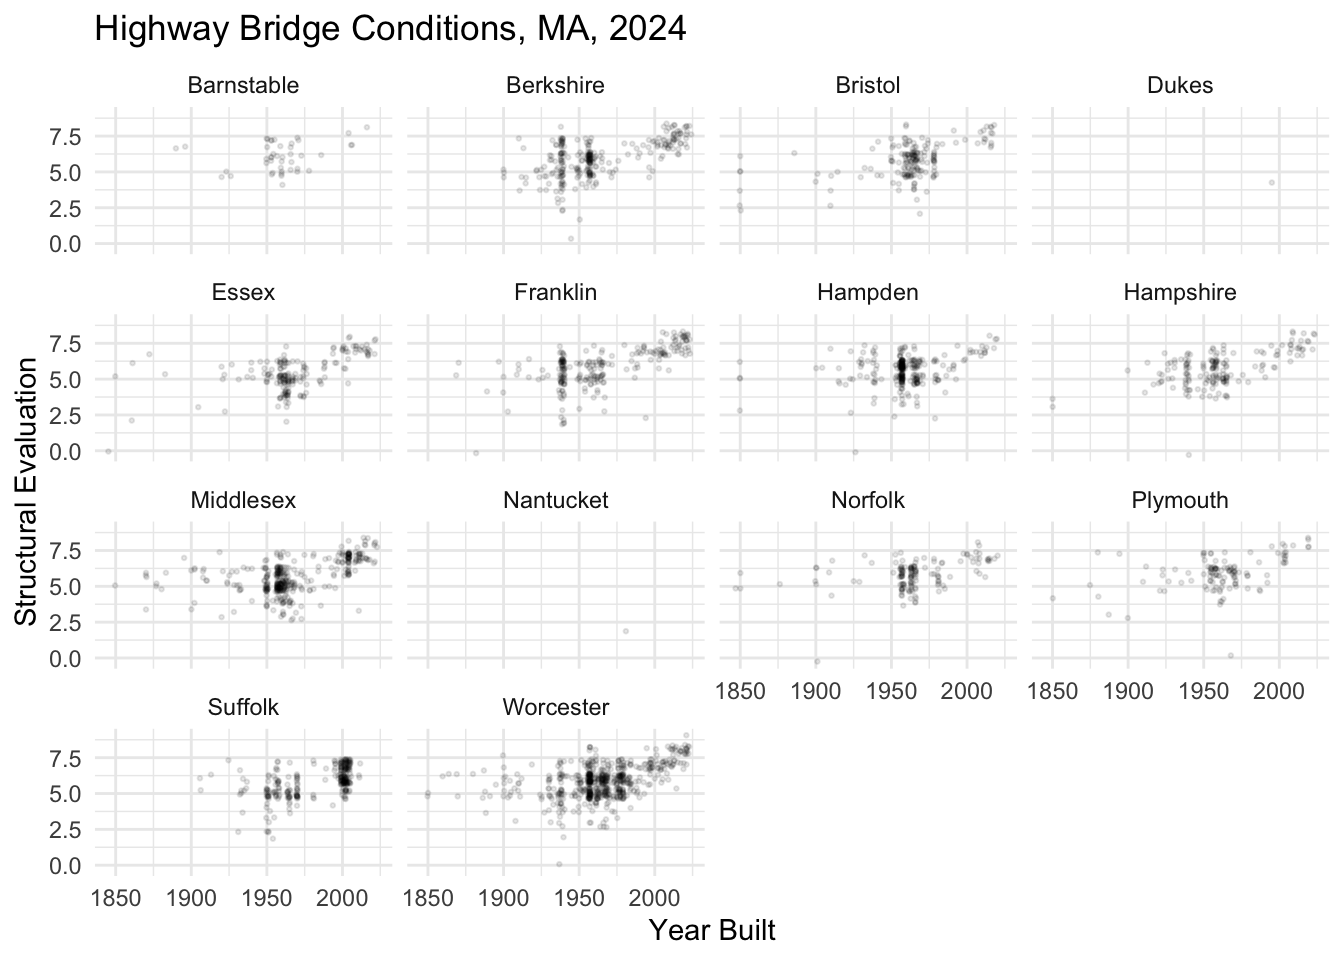 Highway Bridge Conditions, MA, 2024
Barnstable Berkshire Bristol Dukes
7.5
5.0
2.5
0.0
Essex Franklin Hampden Hampshire
7.5
5.0
2.5
0.0
Structural Evaluation
Middlesex Nantucket Norfolk Plymouth
7.5
5.0
2.5
0.0
1850 1900 1950 2000 1850 1900 1950 2000
Suffolk Worcester
7.5
5.0
2.5
0.0
1850 1900 1950 2000 1850 1900 1950 2000
Year Built